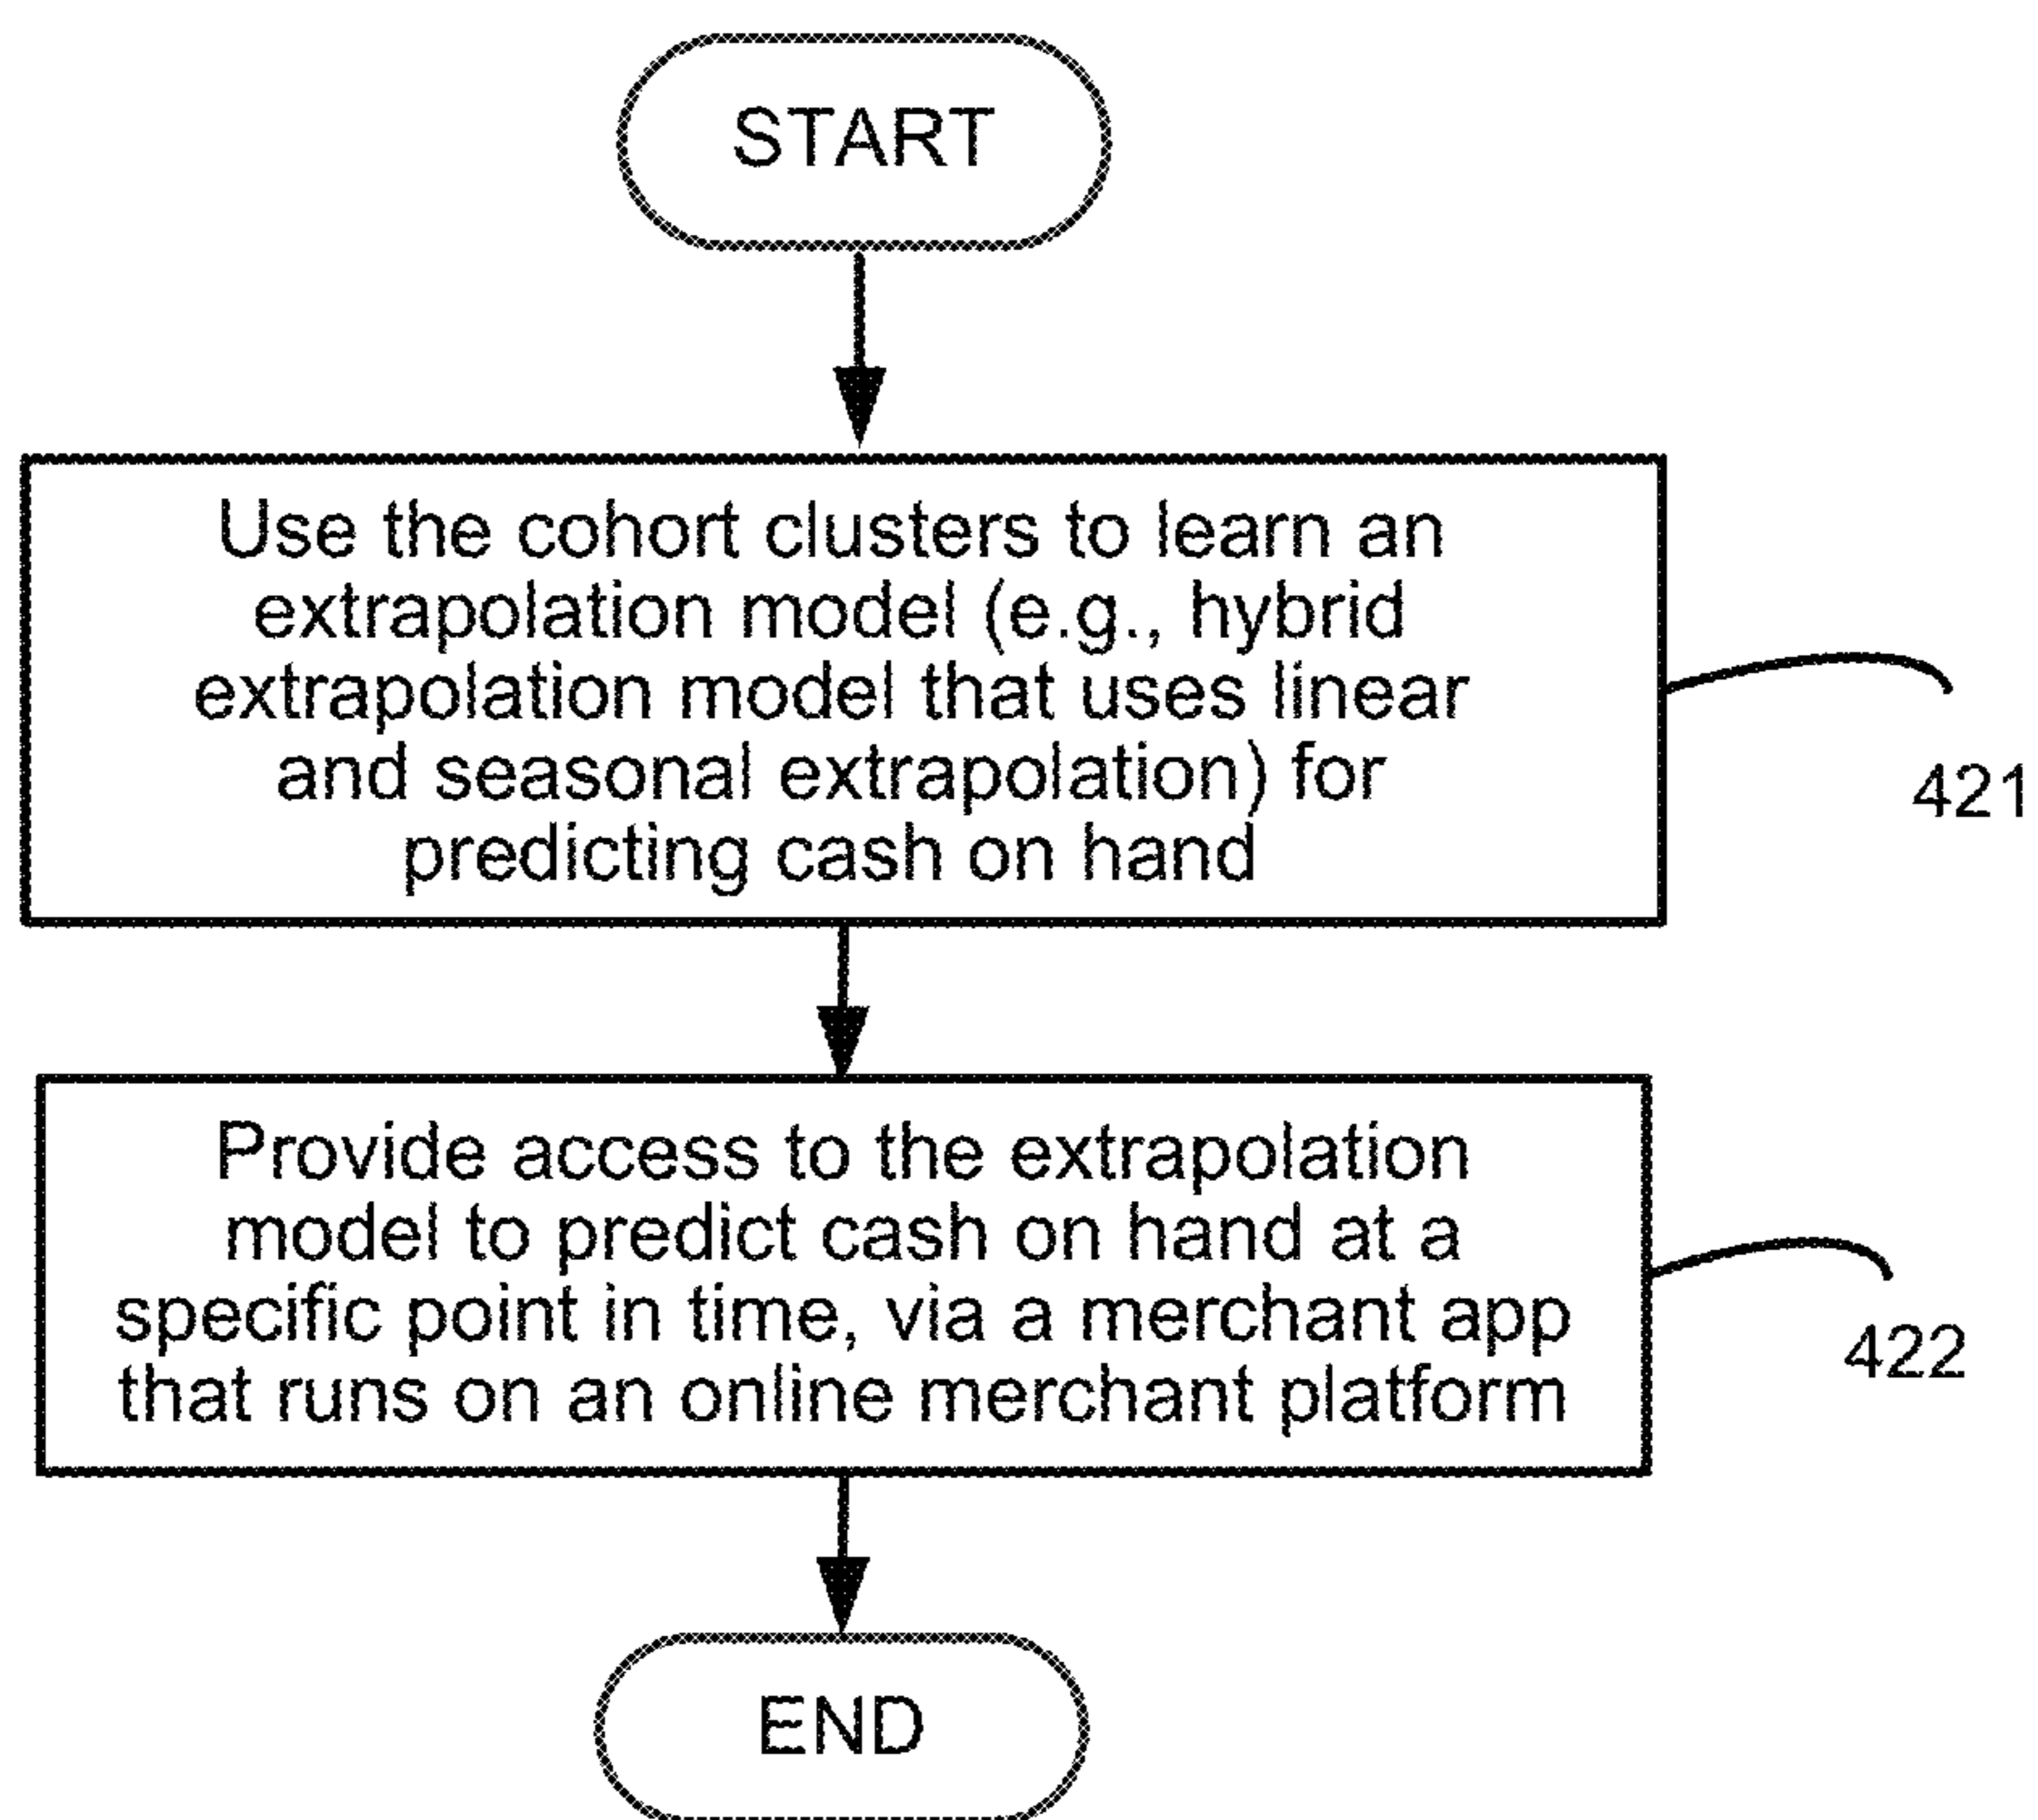 START
Use the cohort clusters to learn an
extrapolation model (e.g., hybrid
extrapolation model that uses linear
and seasonal extrapolation) for
predicting cash on hand
421
Provide access to the extrapolation
model to predict cash on hand at a
specific point in time, via a merchant app
that runs on an online merchant platform
422
END